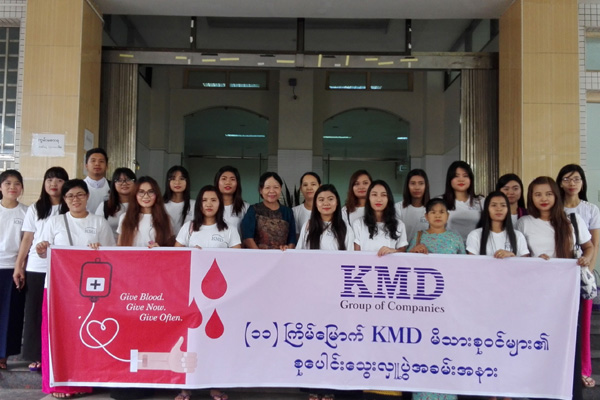 Give Blood.
Give Now.
Give Often.
KMD
Group of Companies
(၁၁) ကြိမ်မြောက် KMD မိသားစုဝင်များ၏
စုပေါင်းသွေးလှူပွဲအခမ်းအနား